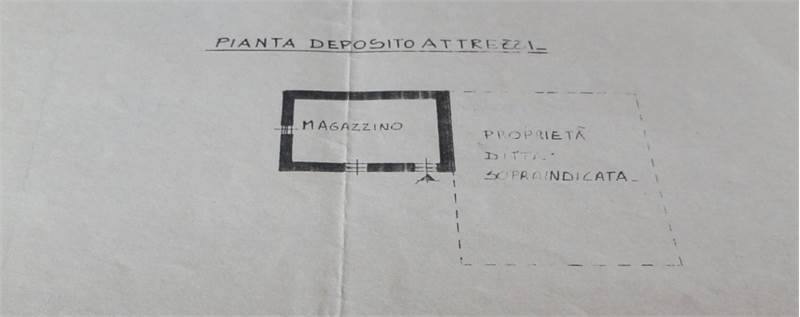 PIANTA DEPOSITO ATTREZZI
MAGAZZINO
PROPRIETÀ
DITTA
SOPRAINDICATA